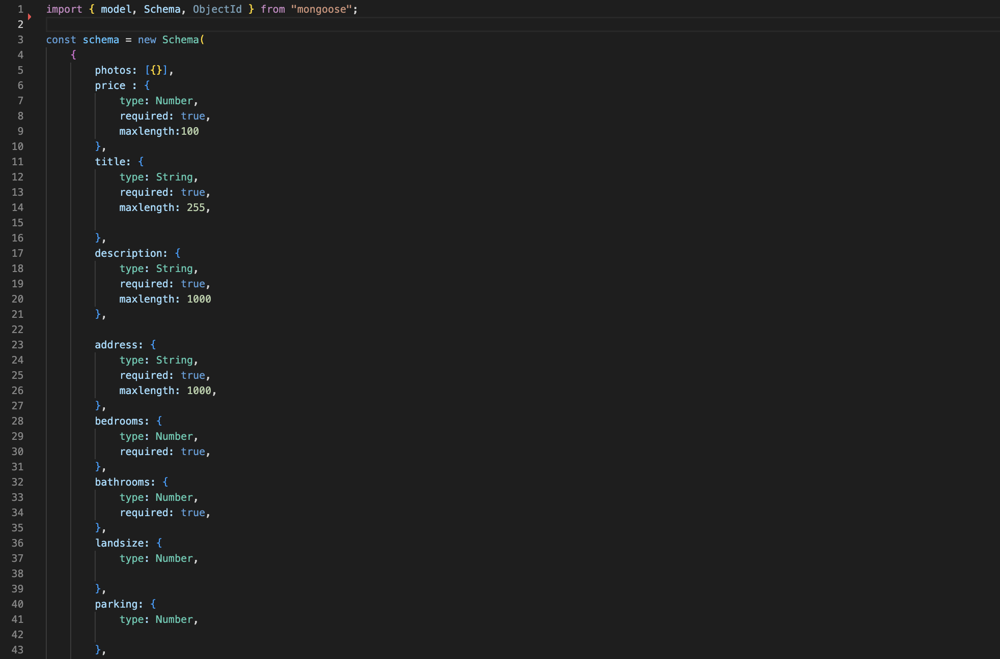 1 import { model, Schema, ObjectId } from "mongoose";
2
3 const schema = new Schema(
4 {
5 photos: [{}],
6 price : {
7 type: Number,
8 required: true,
9 maxlength:100
10 },
11 title: {
12 type: String,
13 required: true,
14 maxlength: 255,
15
16 },
17 description: {
18 type: String,
19 required: true,
20 maxlength: 1000
21 },
22
23 address: {
24 type: String,
25 required: true,
26 maxlength: 1000,
27 },
28 bedrooms: {
29 type: Number,
30 required: true,
31 },
32 bathrooms: {
33 type: Number,
34 required: true,
35 },
36 landsize: {
37 type: Number,
38
39 },
40 parking: {
41 type: Number,
42
43 },